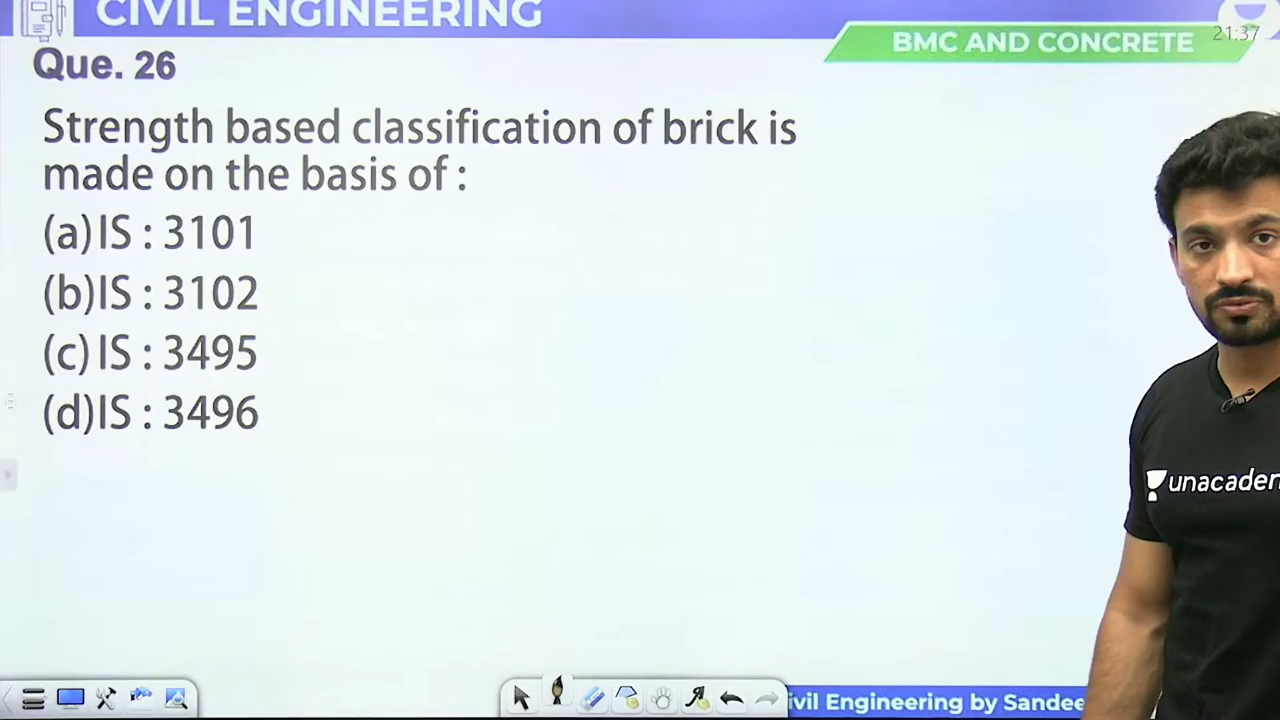 CIVIL ENGINEERING
BMC AND CONCRETE
21:37
Que. 26
Strength based classification of brick is
made on the basis of :
(a) IS : 3101
(b) IS : 3102
(c) IS : 3495
(d) IS : 3496
unacadem
ivil Engineering by Sandee